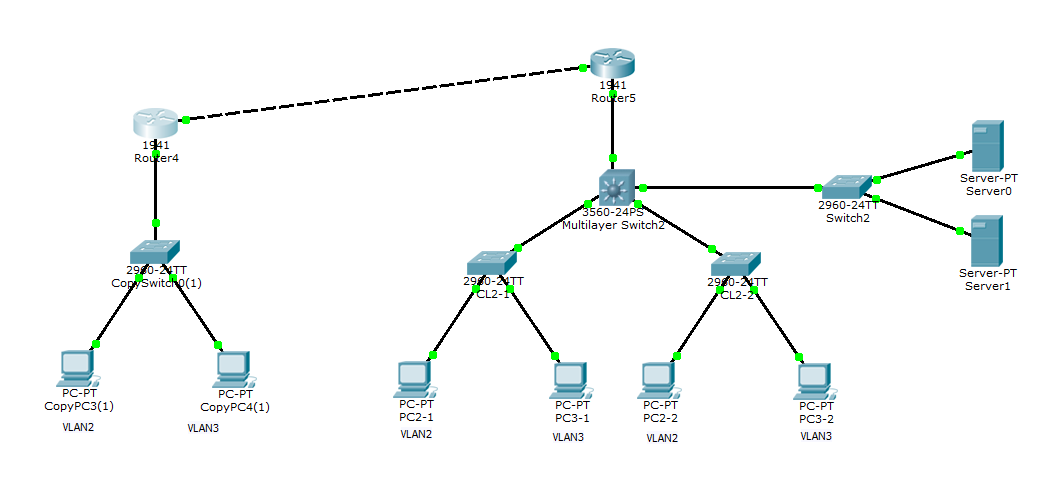 1941
Router5
1941
Router4
Server-PT
Server0
2960-24TT
Switch2
3560-24PS
Multilayer Switch2
Server-PT
Server1
2960-24TT
CopySwitch0(1)
2960-24TT
CL2-1
2960-24TT
CL2-2
PC-PT
CopyPC3(1)
VLAN2
PC-PT
CopyPC4(1)
VLAN3
PC-PT
PC2-1
VLAN2
PC-PT
PC3-1
VLAN3
PC-PT
PC2-2
VLAN2
PC-PT
PC3-2
VLAN3